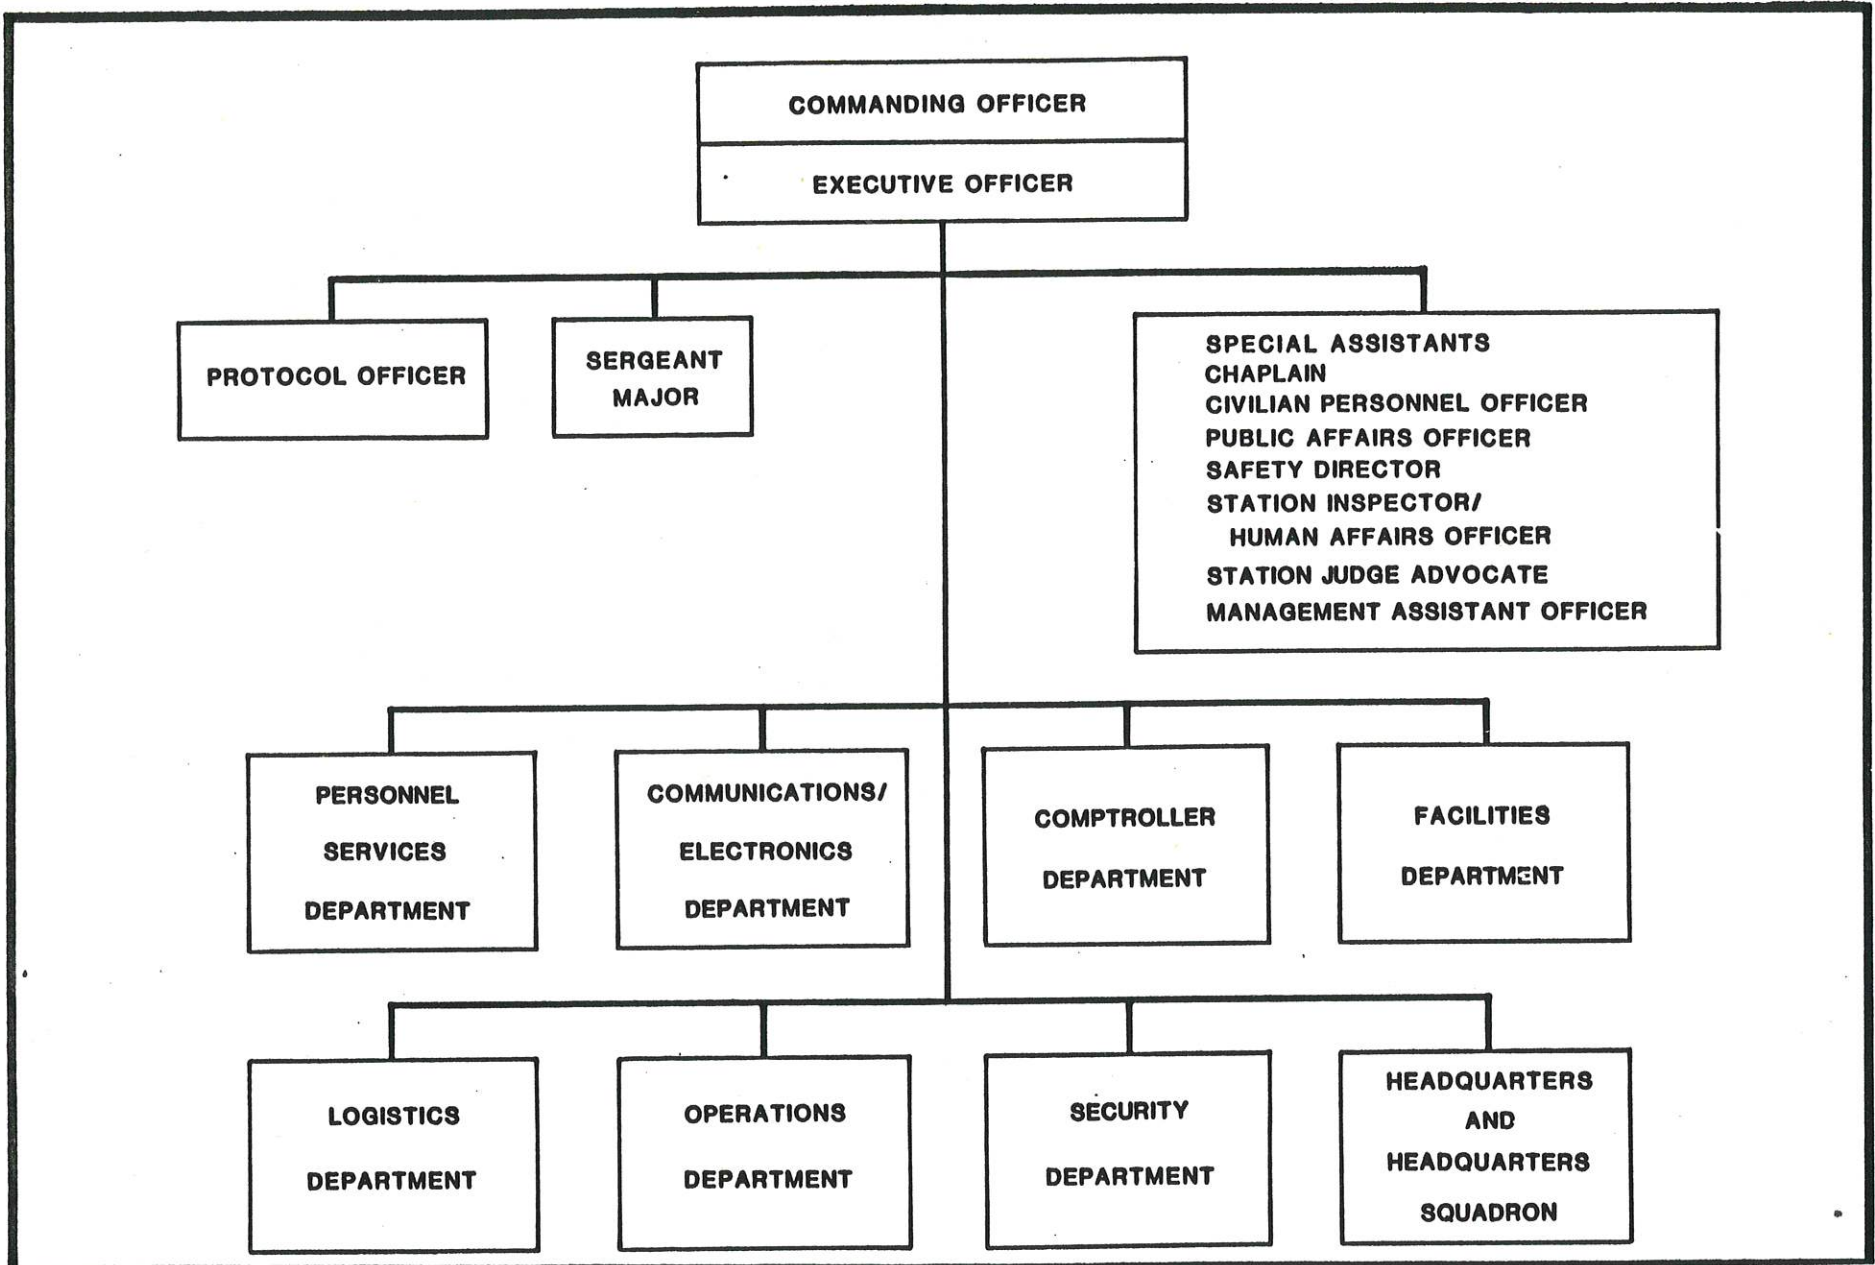 COMMANDING OFFICER
EXECUTIVE OFFICER
PROTOCOL OFFICER
SERGEANT
MAJOR
SPECIAL ASSISTANTS
CHAPLAIN
CIVILIAN PERSONNEL OFFICER
PUBLIC AFFAIRS OFFICER
SAFETY DIRECTOR
STATION INSPECTOR/
HUMAN AFFAIRS OFFICER
STATION JUDGE ADVOCATE
MANAGEMENT ASSISTANT OFFICER
PERSONNEL
SERVICES
DEPARTMENT
COMMUNICATIONS/
ELECTRONICS
DEPARTMENT
COMPTROLLER
DEPARTMENT
FACILITIES
DEPARTMENT
LOGISTICS
DEPARTMENT
OPERATIONS
DEPARTMENT
SECURITY
DEPARTMENT
HEADQUARTERS
AND
HEADQUARTERS
SQUADRON